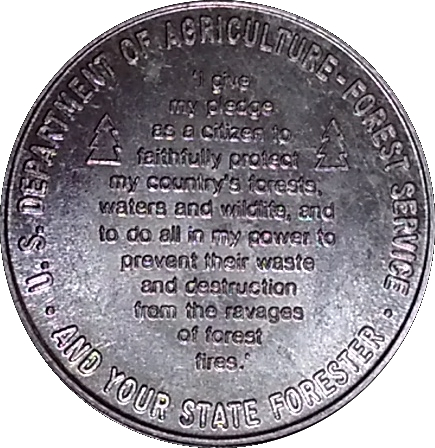 U.S. DEPARTMENT OF AGRICULTURE-FOREST SERVICE
'I give
my pledge
as a citizen to
faithfully protect
my country's forests,
waters and wildlife, and
to do all in my power to
prevent their waste
and destruction
from the ravages
of forest
fires.'
• AND YOUR STATE FORESTER •